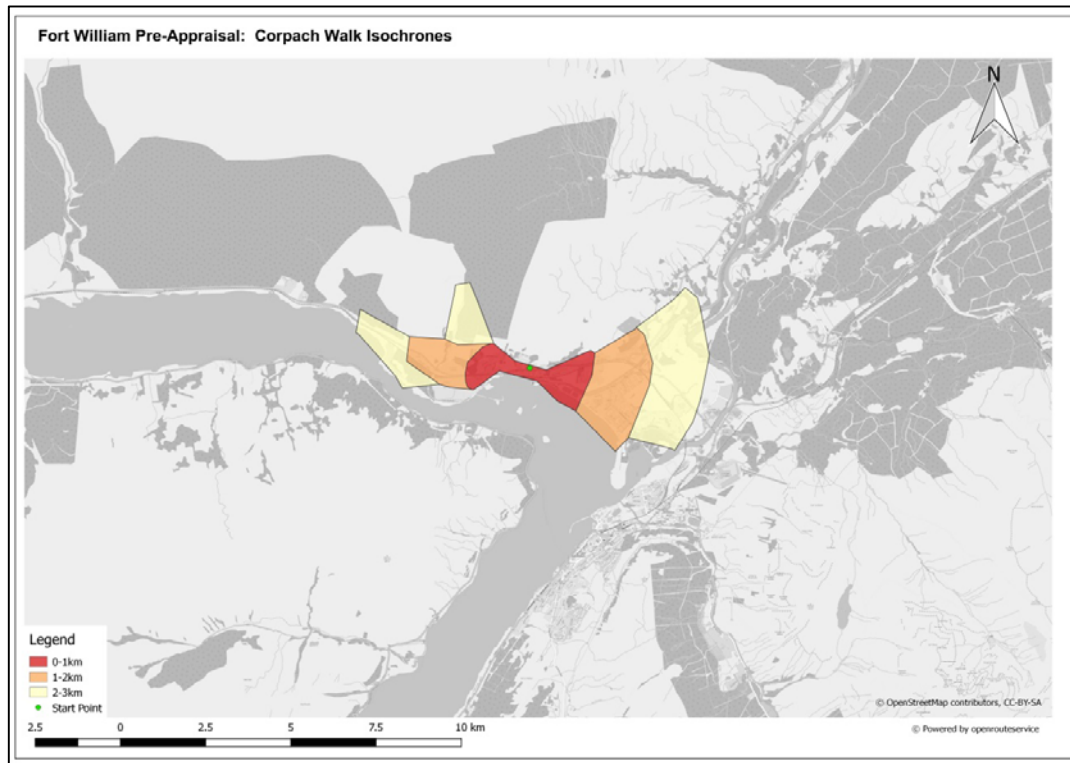 Fort William Pre-Appraisal: Corpach Walk Isochrones
N
Legend
0-1km
1-2km
2-3km
Start Point
© OpenStreetMap contributors, CC-BY-SA
2.5 0 2.5 5 7.5 10 km
© Powered by openrouteservice